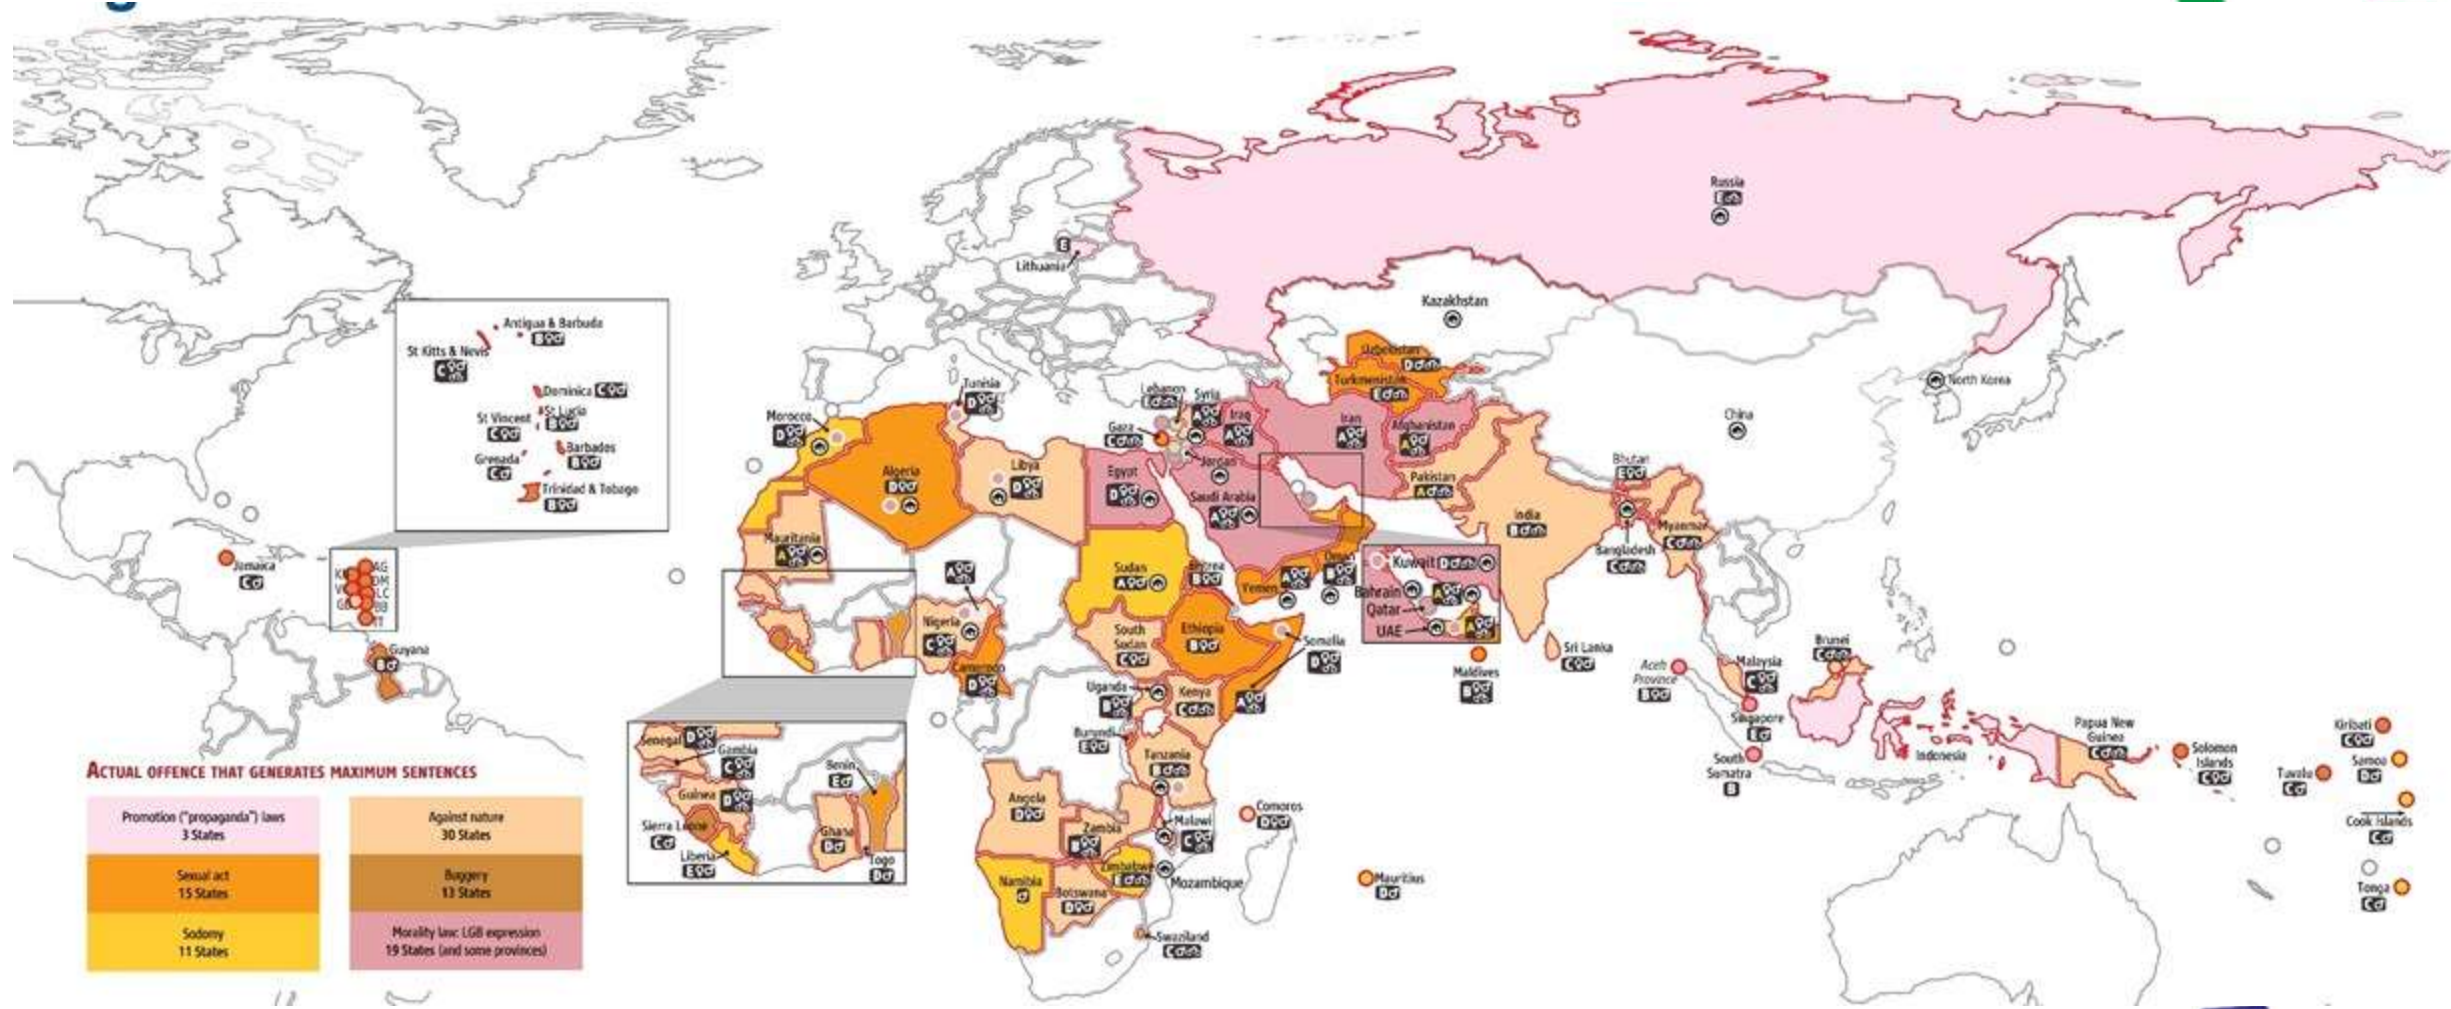 Russia
E
E
Lithuania
Kazakhstan
Antigua & Barbuda
B♀♂
St Kitts & Nevis
C♀♂
Dominica C♀♂
St Lucia
B♀♂
St Vincent
C♀♂
Barbados
B♀♂
Grenada
C♂
Trinidad & Tobago
B♀♂
Uzbekistan
D♂
Turkmenistan
E♂
North Korea
China
Tunisia
D♀♂
Lebanon
E♂
Syria
A♀♂
Morocco
D♀♂
Gaza
C♂
Iraq
A♀♂
Iran
A♀♂
Afghanistan
A♀♂
Jordan
Algeria
D♀♂
Libya
D♀♂
Egypt
D♀♂
Saudi Arabia
A♀♂
Pakistan
A♂
Bhutan
E♀♂
India
B♂
Myanmar
C♂
Bangladesh
C♂
Mauritania
A♀♂
Jamaica
C♂
AG
DM
LC
BB
TT
A♀♂
Sudan
A♀♂
Eritrea
B♀♂
Yemen
A♀♂
Oman
B♀♂
Kuwait D♂
Bahrain
A♀♂
Qatar
UAE
A♀♂
Nigeria
C♀♂
South
Sudan
C♀♂
Ethiopia
B♀♂
Somalia
D♀♂
Sri Lanka
C♀♂
Guyana
B♂
Cameroon
D♀♂
Maldives
B♀♂
Aceh
Province
B♀♂
Malaysia
C♀♂
Brunei
C♂
Uganda
B♀♂
Kenya
C♂
A♀♂
Singapore
E♂
Burundi
E♀♂
Tanzania
B♂
South
Sumatra
B
Indonesia
Papua New
Guinea
C♂
Solomon
Islands
C♀♂
Kiribati
C♀♂
Samoa
D♂
Tuvalu
C♂
Cook Islands
C♂
Tonga
C♂
Senegal D♀♂
Gambia
C♀♂
Benin
E♂
Guinea
D♀♂
Sierra Leone
C♂
Liberia
E♀♂
Ghana
D♂
Togo
D♂
Angola
D♀♂
Zambia
B♀♂
Malawi
C♀♂
Comoros
D♀♂
Zimbabwe
E♂
Mozambique
Mauritius
D♂
Namibia
♂
Botswana
D♀♂
Swaziland
C♂
ACTUAL OFFENCE THAT GENERATES MAXIMUM SENTENCES
Promotion ("propaganda") laws
3 States
Against nature
30 States
Sexual act
15 States
Buggery
13 States
Sodomy
11 States
Morality law: LGB expression
19 States (and some provinces)